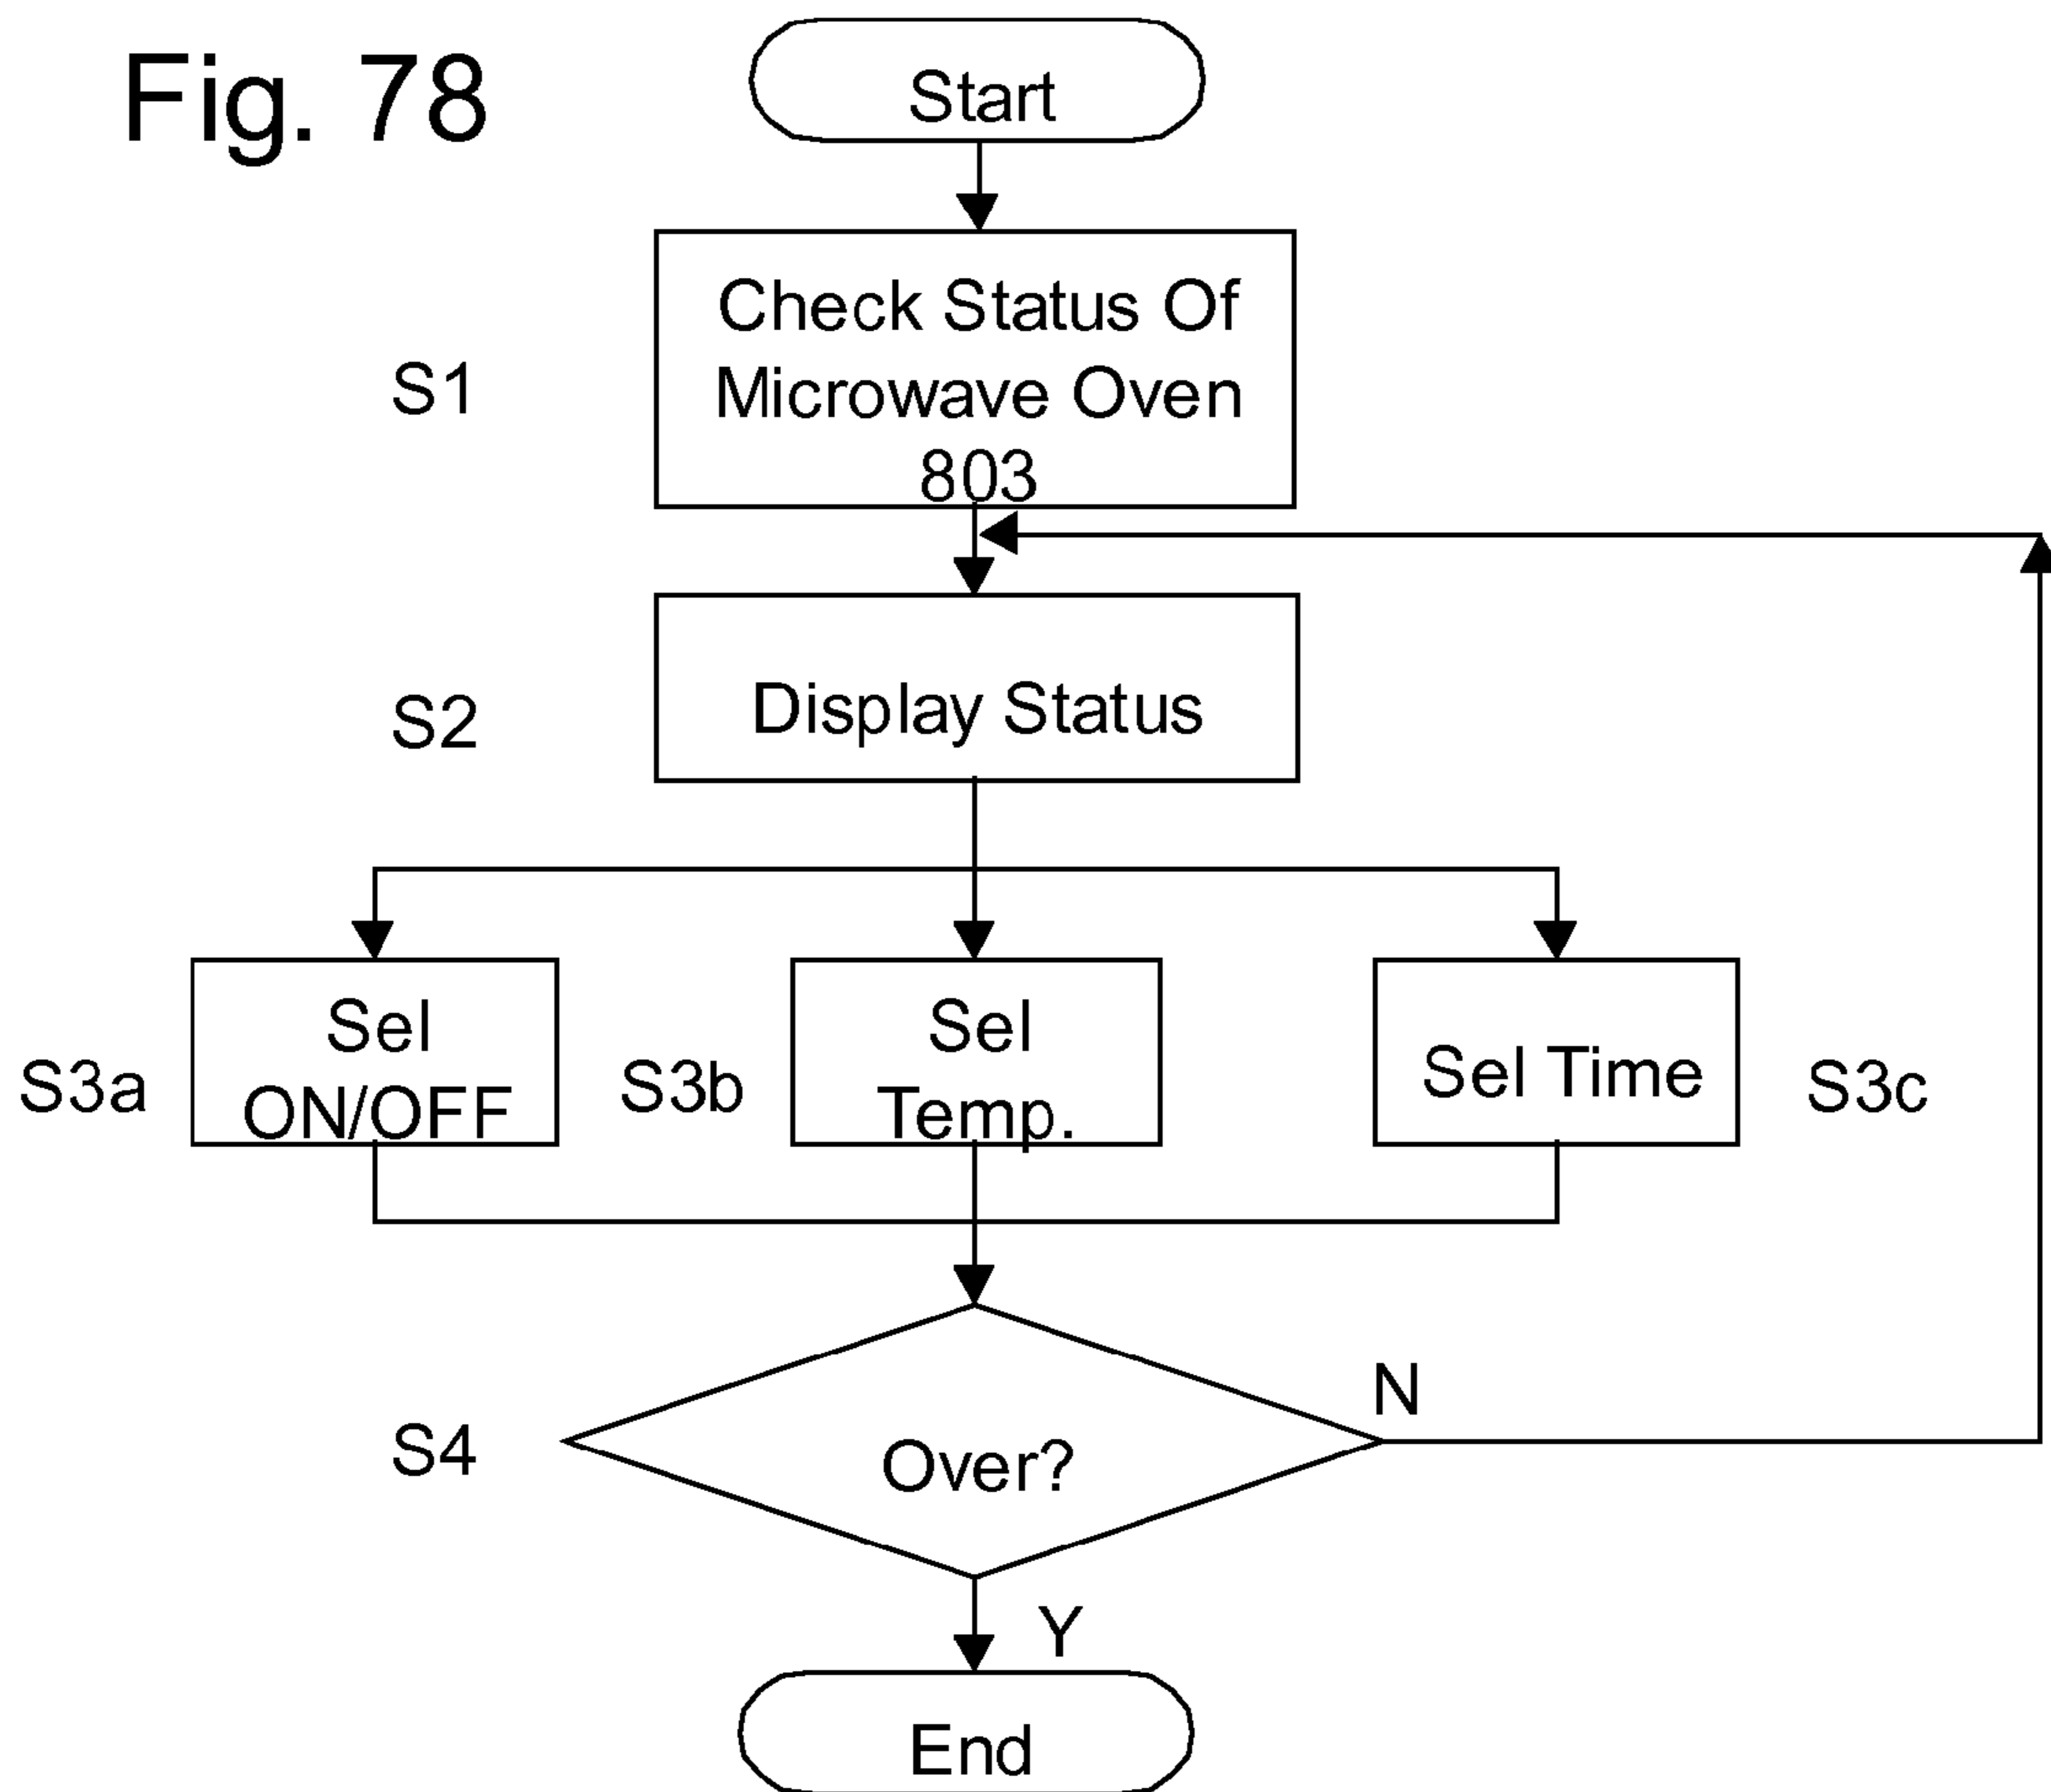 Fig. 78
Start
S1
Check Status Of
Microwave Oven
803
S2
Display Status
S3a
Sel
ON/OFF
S3b
Sel
Temp.
Sel Time
S3c
S4
Over?
N
Y
End